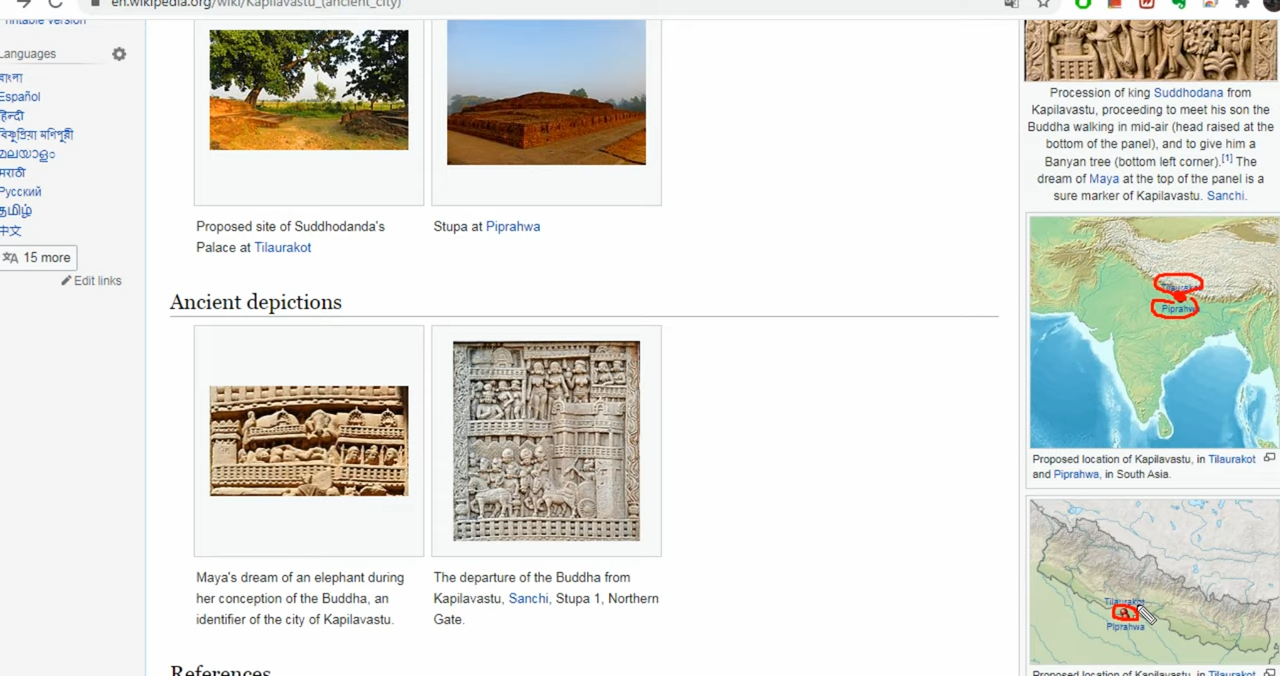 en.wikipedia.org/wiki/Kapilavastu_(ancient_city)
Printable version
Languages
বাংলা
Español
हिन्दी
বিষ্ণুপ্রিয়া মণিপুরী
മലയാളം
मराठी
Русский
தமிழ்
中文
15 more
Edit links
Proposed site of Suddhodanda's
Palace at Tilaurakot
Stupa at Piprahwa
Ancient depictions
Maya's dream of an elephant during
her conception of the Buddha, an
identifier of the city of Kapilavastu.
The departure of the Buddha from
Kapilavastu, Sanchi, Stupa 1, Northern
Gate.
References
Procession of king Suddhodana from
Kapilavastu, proceeding to meet his son the
Buddha walking in mid-air (head raised at the
bottom of the panel), and to give him a
Banyan tree (bottom left corner).[1] The
dream of Maya at the top of the panel is a
sure marker of Kapilavastu. Sanchi.
Tilaurakot
Piprahwa
Proposed location of Kapilavastu, in Tilaurakot
and Piprahwa, in South Asia.
Tilaurakot
Piprahwa
Proposed location of Kapilavastu, in Tilaurakot